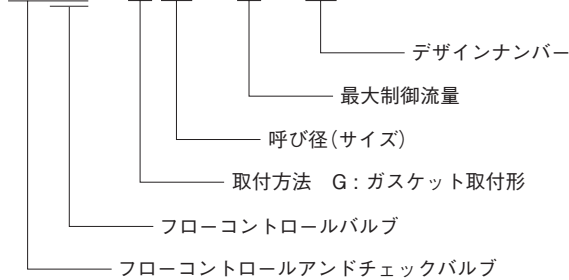 デザインナンバー
最大制御流量
呼び径(サイズ)
取付方法 G:ガスケット取付形
フローコントロールバルブ
フローコントロールアンドチェックバルブ